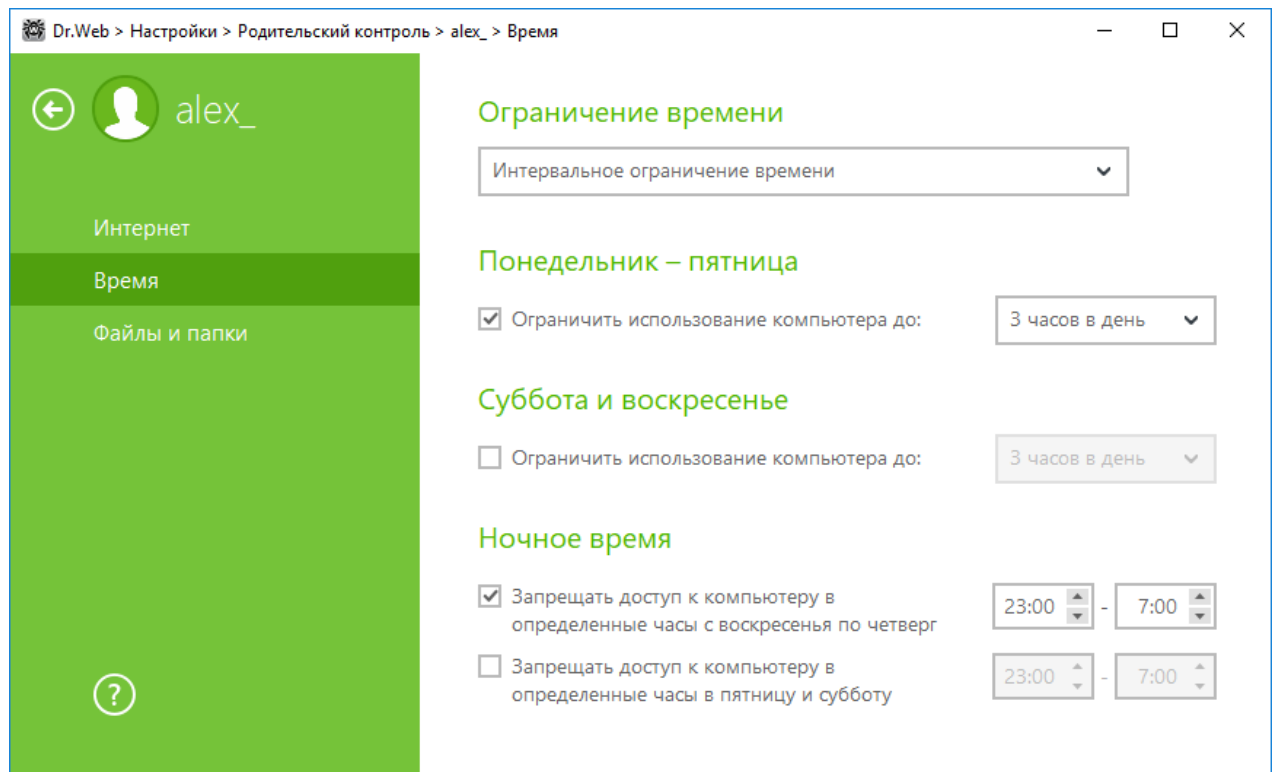 Dr.Web > Настройки > Родительский контроль > alex_ > Время
alex_
Интернет
Время
Файлы и папки
?
Ограничение времени
Интервальное ограничение времени
Понедельник – пятница
Ограничить использование компьютера до: 3 часов в день
Суббота и воскресенье
Ограничить использование компьютера до: 3 часов в день
Ночное время
Запрещать доступ к компьютеру в
определенные часы с воскресенья по четверг
23:00 - 7:00
Запрещать доступ к компьютеру в
определенные часы в пятницу и субботу
23:00 - 7:00